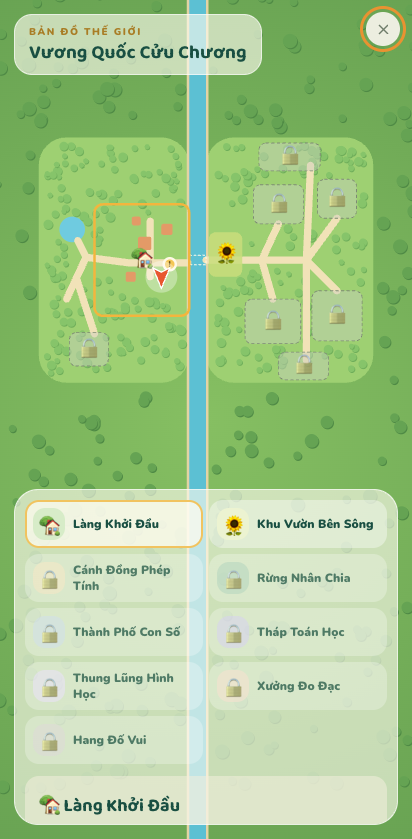 BẢN ĐỒ THẾ GIỚI
Vương Quốc Cửu Chương
Làng Khởi Đầu
Khu Vườn Bên Sông
Cánh Đồng Phép
Tính
Rừng Nhân Chia
Thành Phố Con Số
Tháp Toán Học
Thung Lũng Hình
Học
Xưởng Đo Đạc
Hang Đố Vui
Làng Khởi Đầu